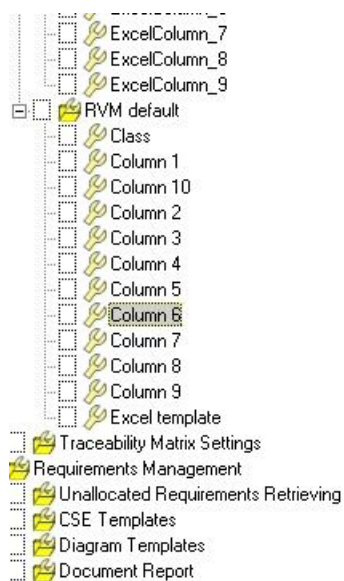 ExcelColumn_7
ExcelColumn_8
ExcelColumn_9
RVM default
Class
Column 1
Column 10
Column 2
Column 3
Column 4
Column 5
Column 6
Column 7
Column 8
Column 9
Excel template
Traceability Matrix Settings
Requirements Management
Unallocated Requirements Retrieving
CSE Templates
Diagram Templates
Document Report